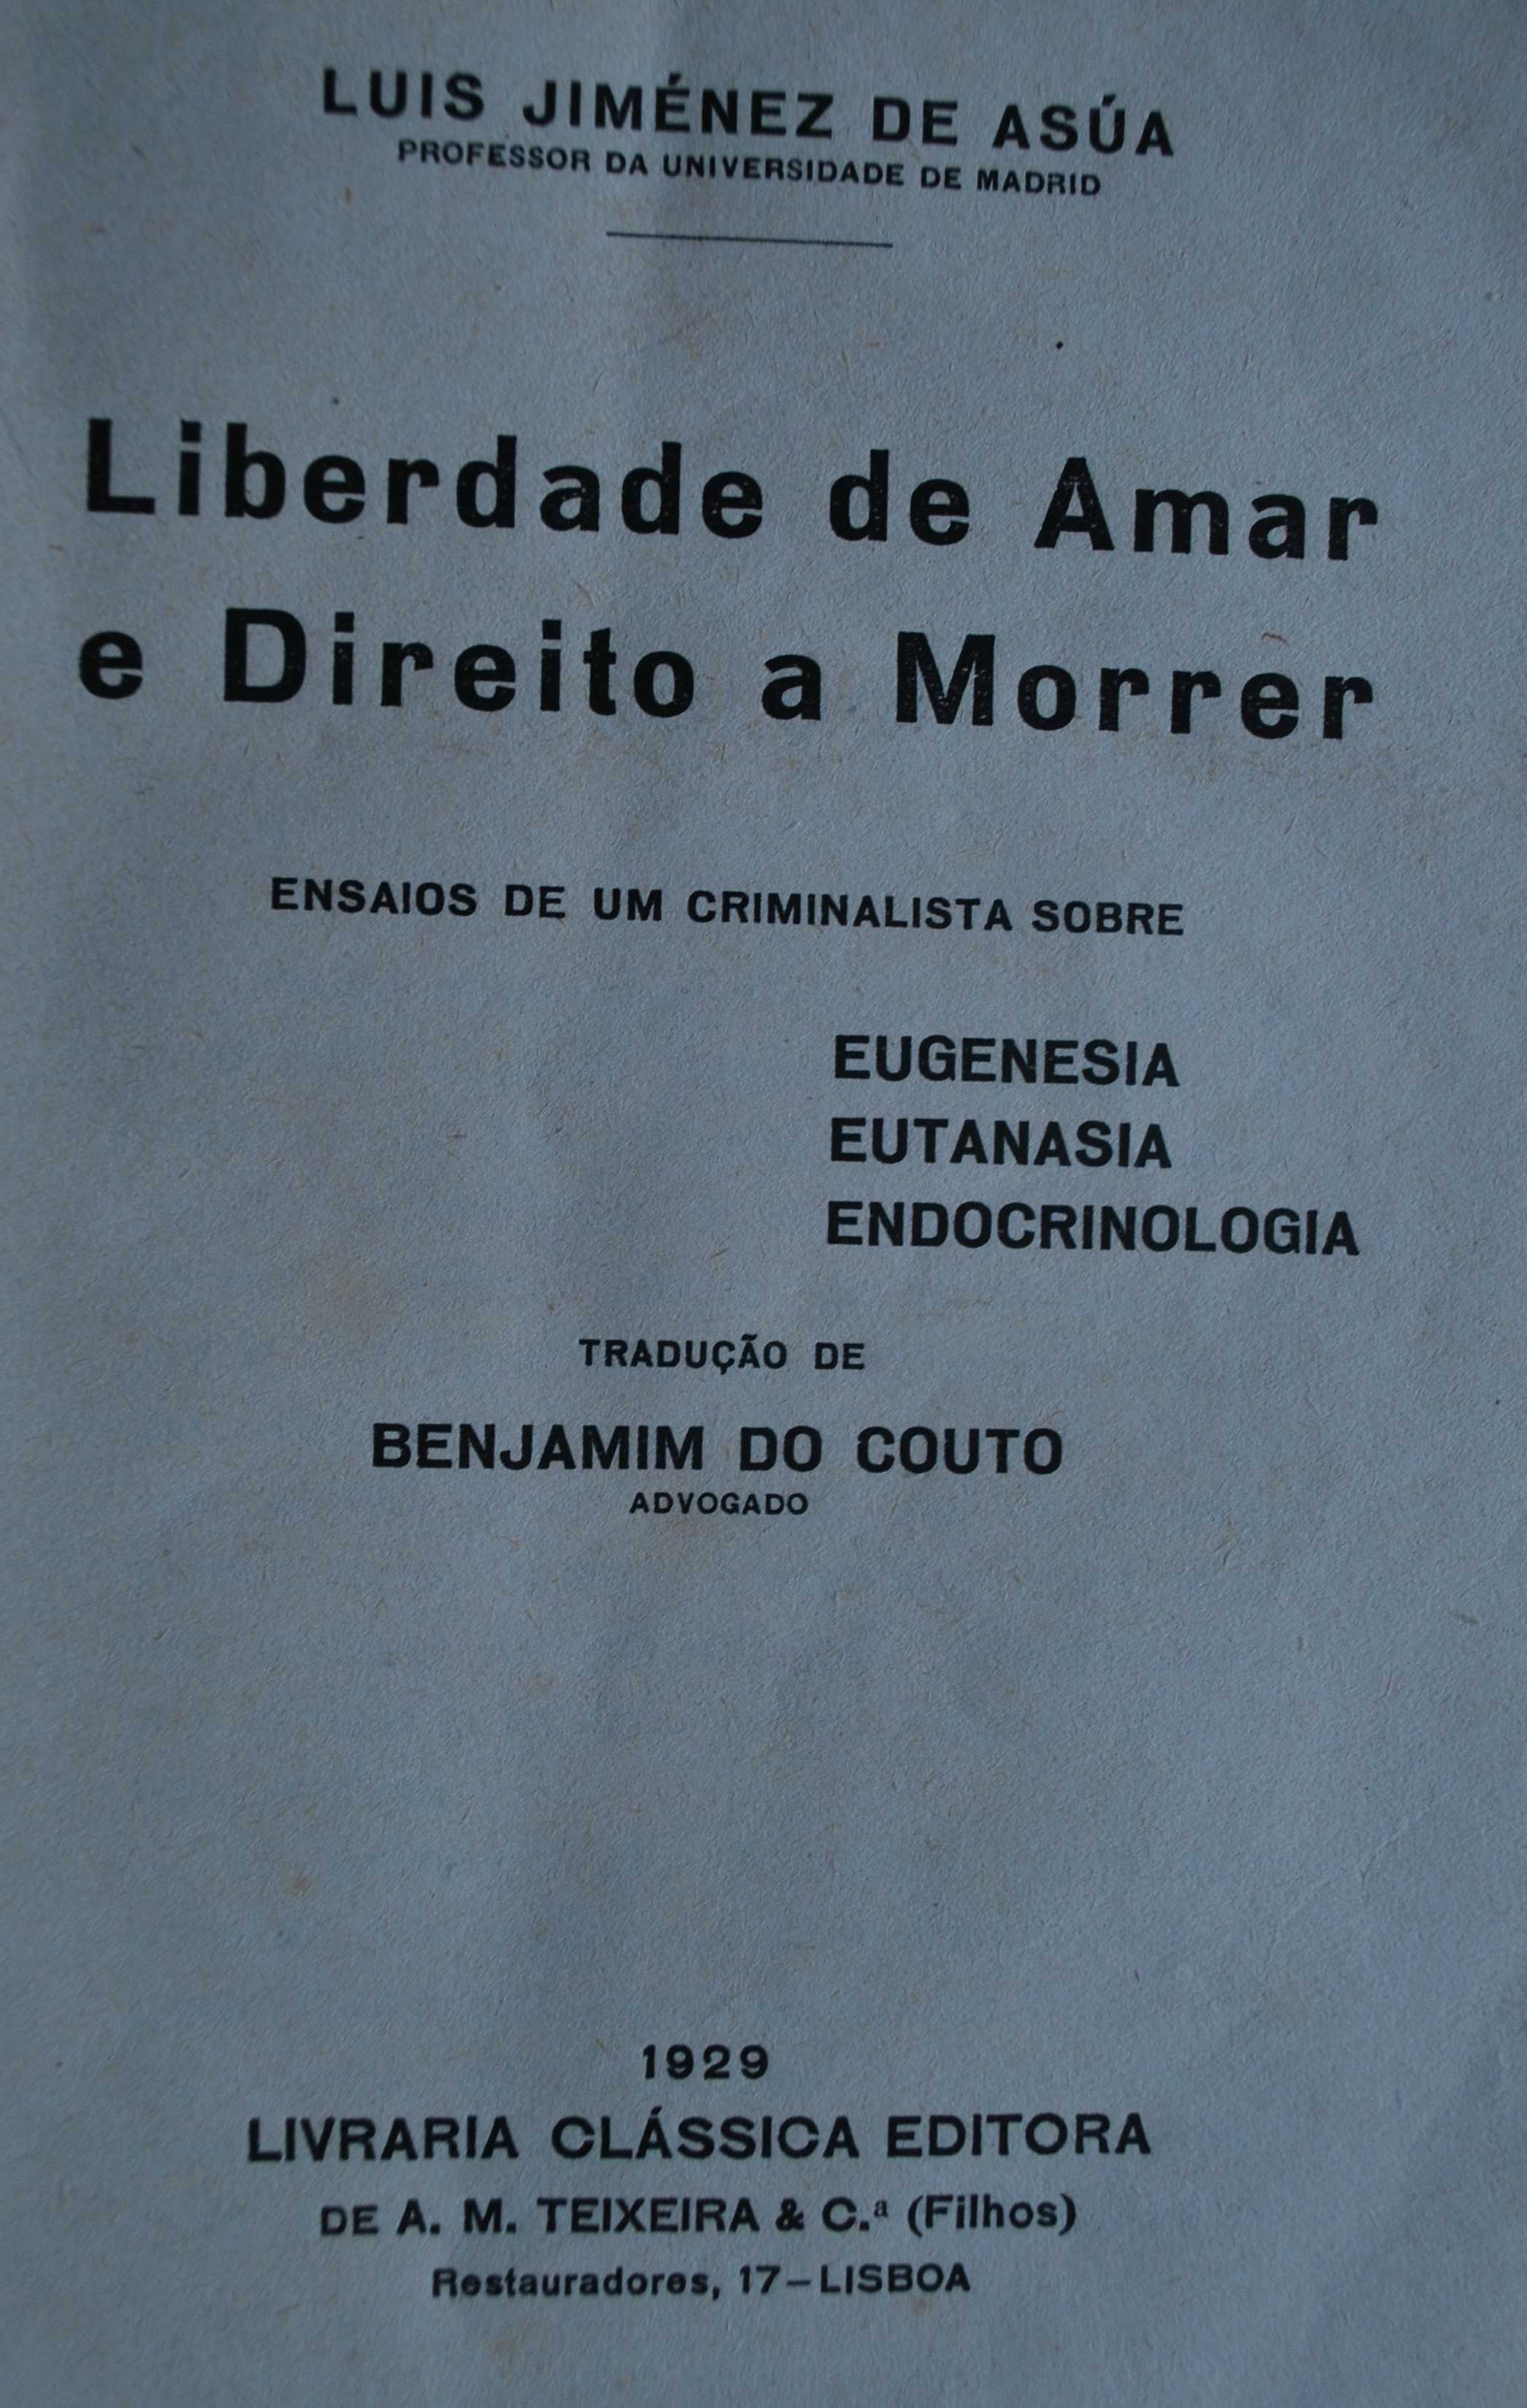 LUIS JIMÉNEZ DE ASÚA
PROFESSOR DA UNIVERSIDADE DE MADRID
Liberdade de Amar
e Direito a Morrer
ENSAIOS DE UM CRIMINALISTA SOBRE
EUGENESIA
EUTANASIA
ENDOCRINOLOGIA
TRADUÇÃO DE
BENJAMIM DO COUTO
ADVOGADO
1929
LIVRARIA CLÁSSICA EDITORA
DE A. M. TEIXEIRA & C.ª (Filhos)
Restauradores, 17—LISBOA